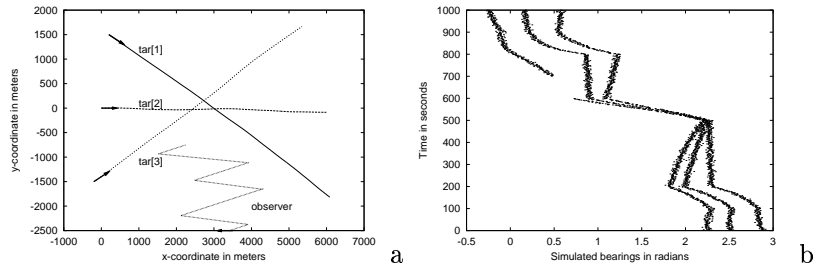 2000
1500
1000
500
0
-500
-1000
-1500
-2000
-2500
-1000 0 1000 2000 3000 4000 5000 6000 7000
x-coordinate in meters
y-coordinate in meters
tar[1]
tar[2]
tar[3]
observer
a
1000
900
800
700
600
500
400
300
200
100
0
-0.5 0 0.5 1 1.5 2 2.5 3
Simulated bearings in radians
Time in seconds
b